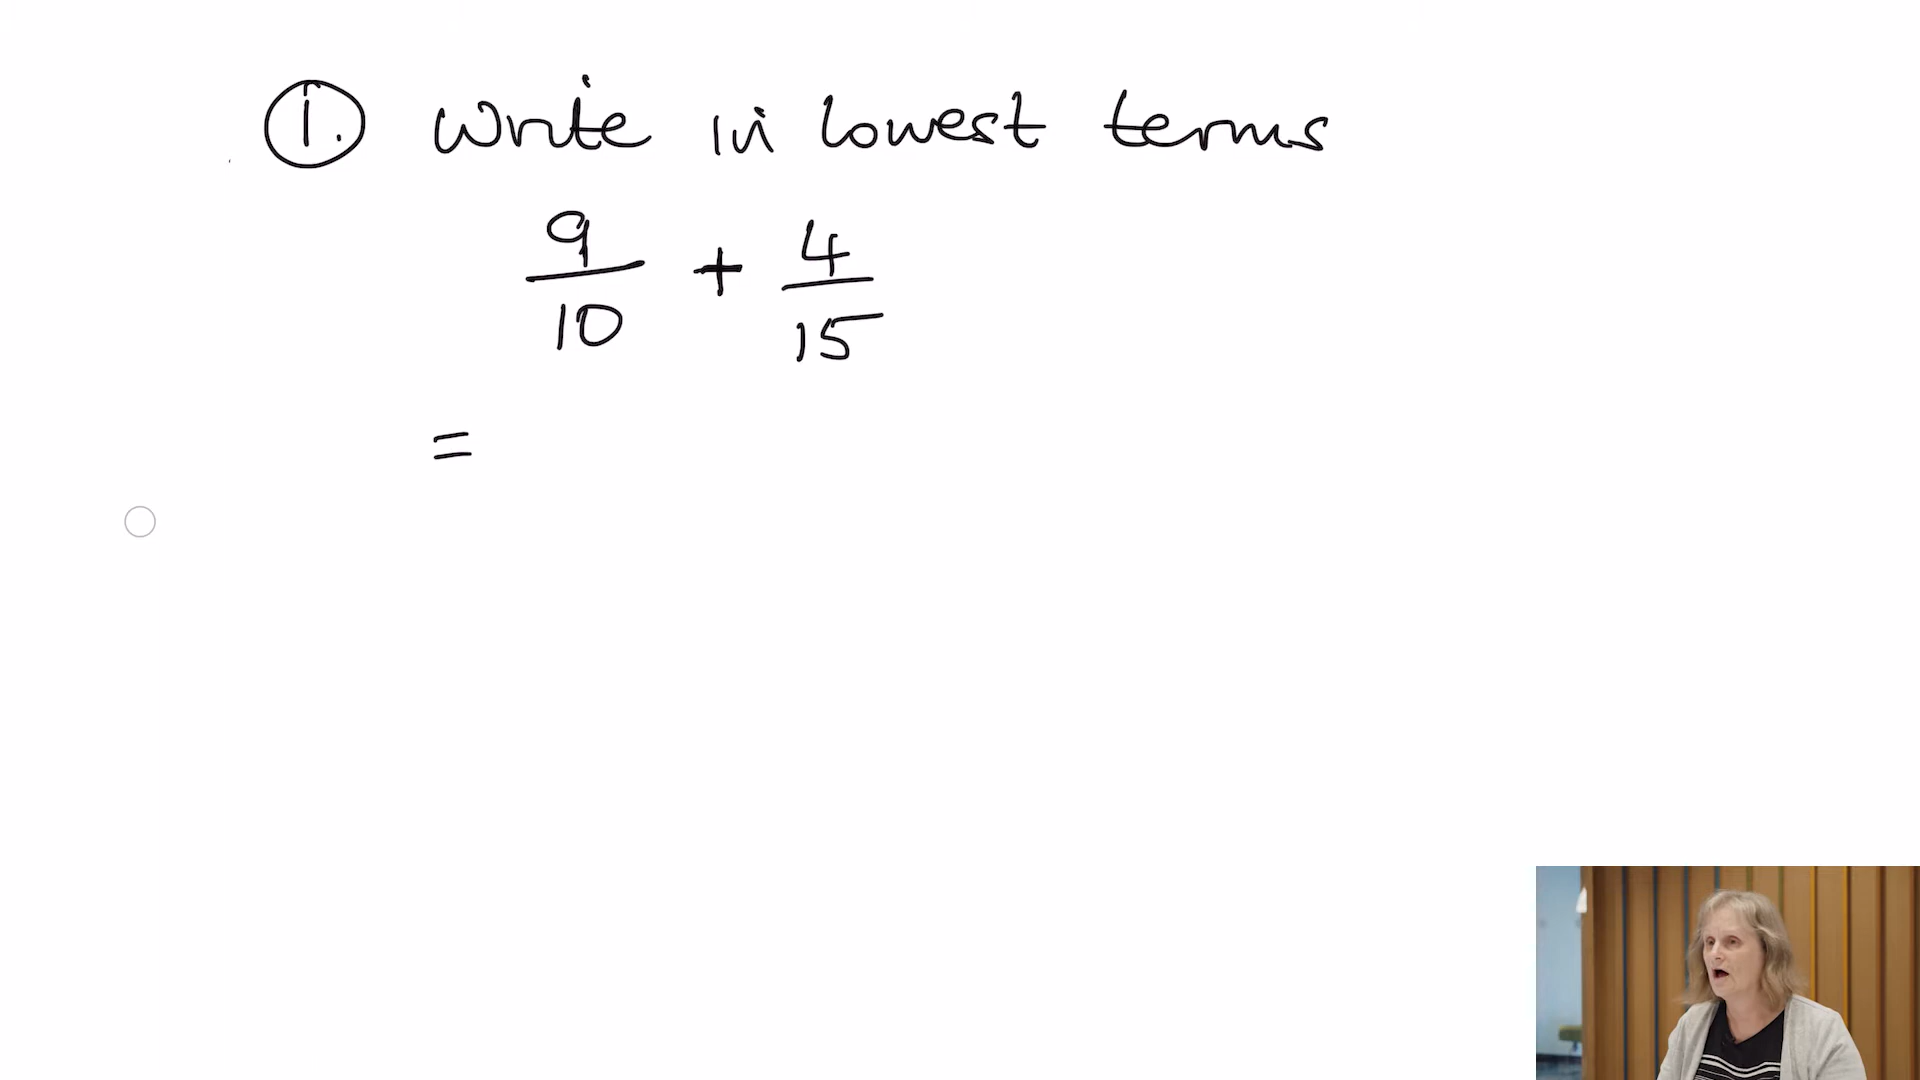 1. Write in lowest terms
9/10 + 4/15
=